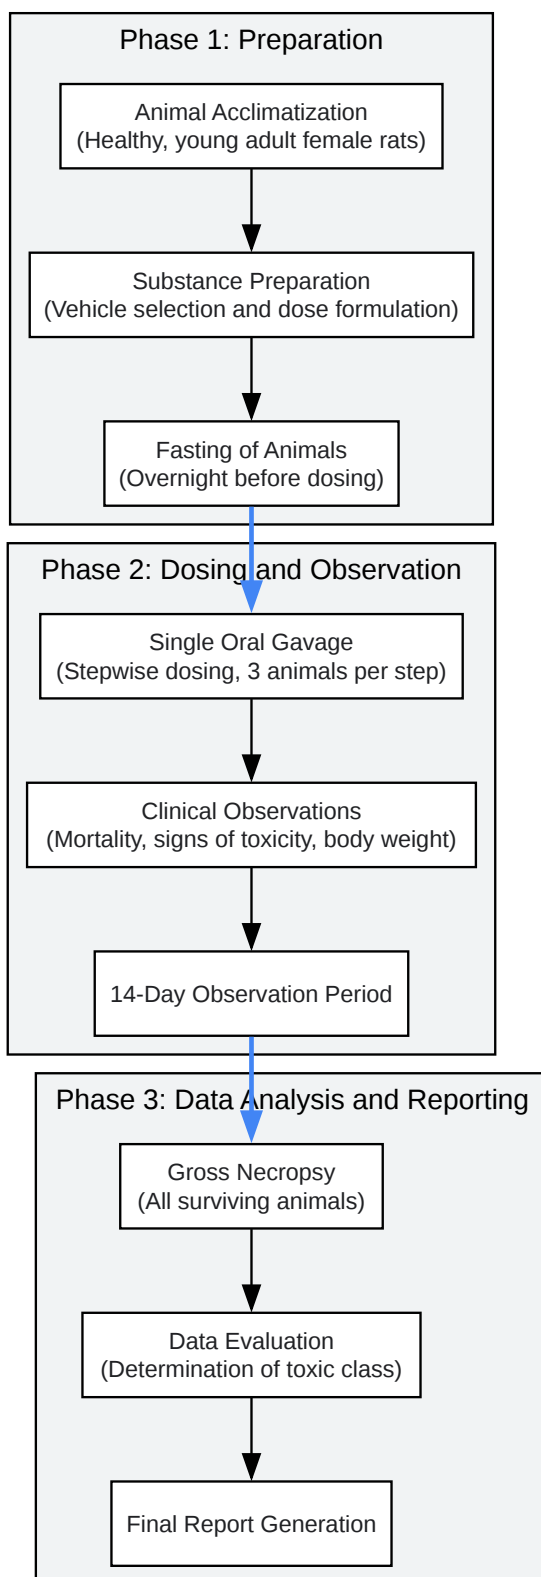 Phase 1: Preparation
Animal Acclimatization
(Healthy, young adult female rats)
Substance Preparation
(Vehicle selection and dose formulation)
Fasting of Animals
(Overnight before dosing)
Phase 2: Dosing and Observation
Single Oral Gavage
(Stepwise dosing, 3 animals per step)
Clinical Observations
(Mortality, signs of toxicity, body weight)
14-Day Observation Period
Phase 3: Data Analysis and Reporting
Gross Necropsy
(All surviving animals)
Data Evaluation
(Determination of toxic class)
Final Report Generation